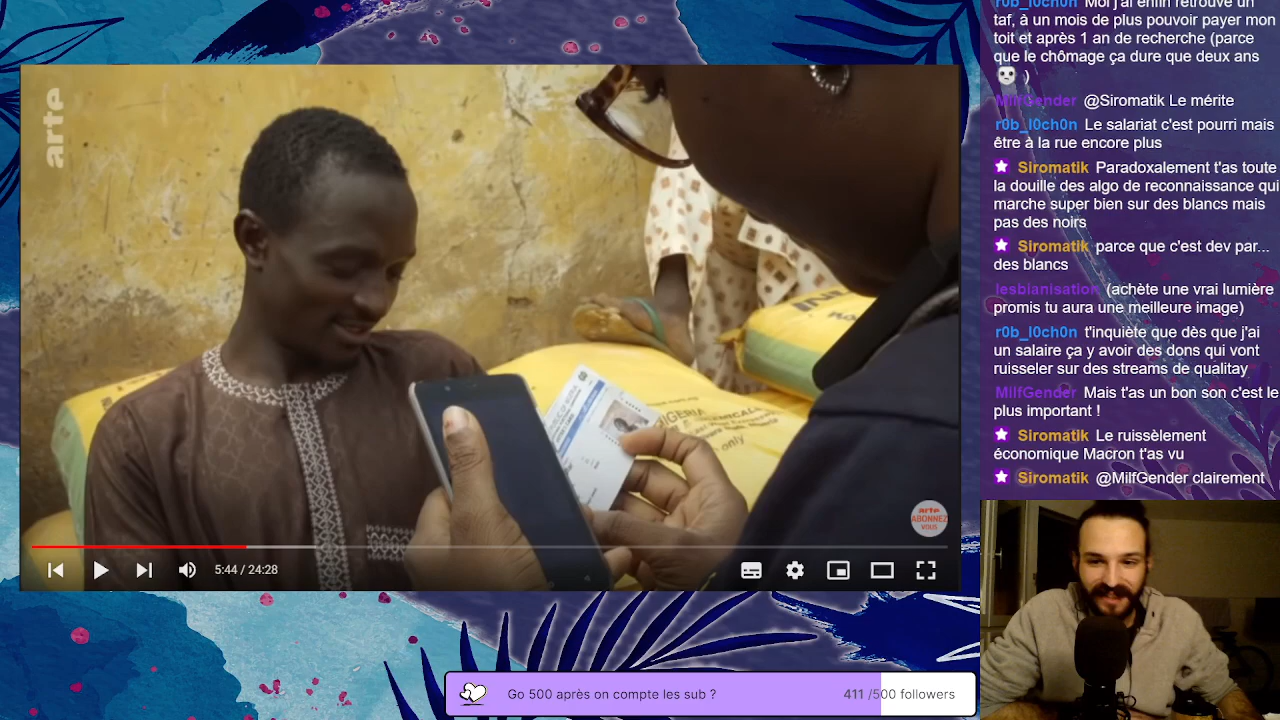 arte
NIGERIA
only
arte
ABONNEZ
VOUS
5:44 / 24:28
r0b_l0ch0n Moi j'ai enfin retrouvé un
taf, à un mois de plus pouvoir payer mon
toit et après 1 an de recherche (parce
que le chômage ça dure que deux ans
)
MilfGender @Siromatik Le mérite
r0b_l0ch0n Le salariat c'est pourri mais
être à la rue encore plus
Siromatik Paradoxalement t'as toute
la douille des algo de reconnaissance qui
marche super bien sur des blancs mais
pas des noirs
Siromatik parce que c'est dev par...
des blancs
lesbianisation (achète une vrai lumière
promis tu aura une meilleure image)
r0b_l0ch0n t'inquiète que dès que j'ai
un salaire ça y avoir des dons qui vont
ruisseler sur des streams de qualitay
MilfGender Mais t'as un bon son c'est le
plus important !
Siromatik Le ruissèlement
économique Macron t'as vu
Siromatik @MilfGender clairement
Go 500 après on compte les sub ?
411 /500 followers